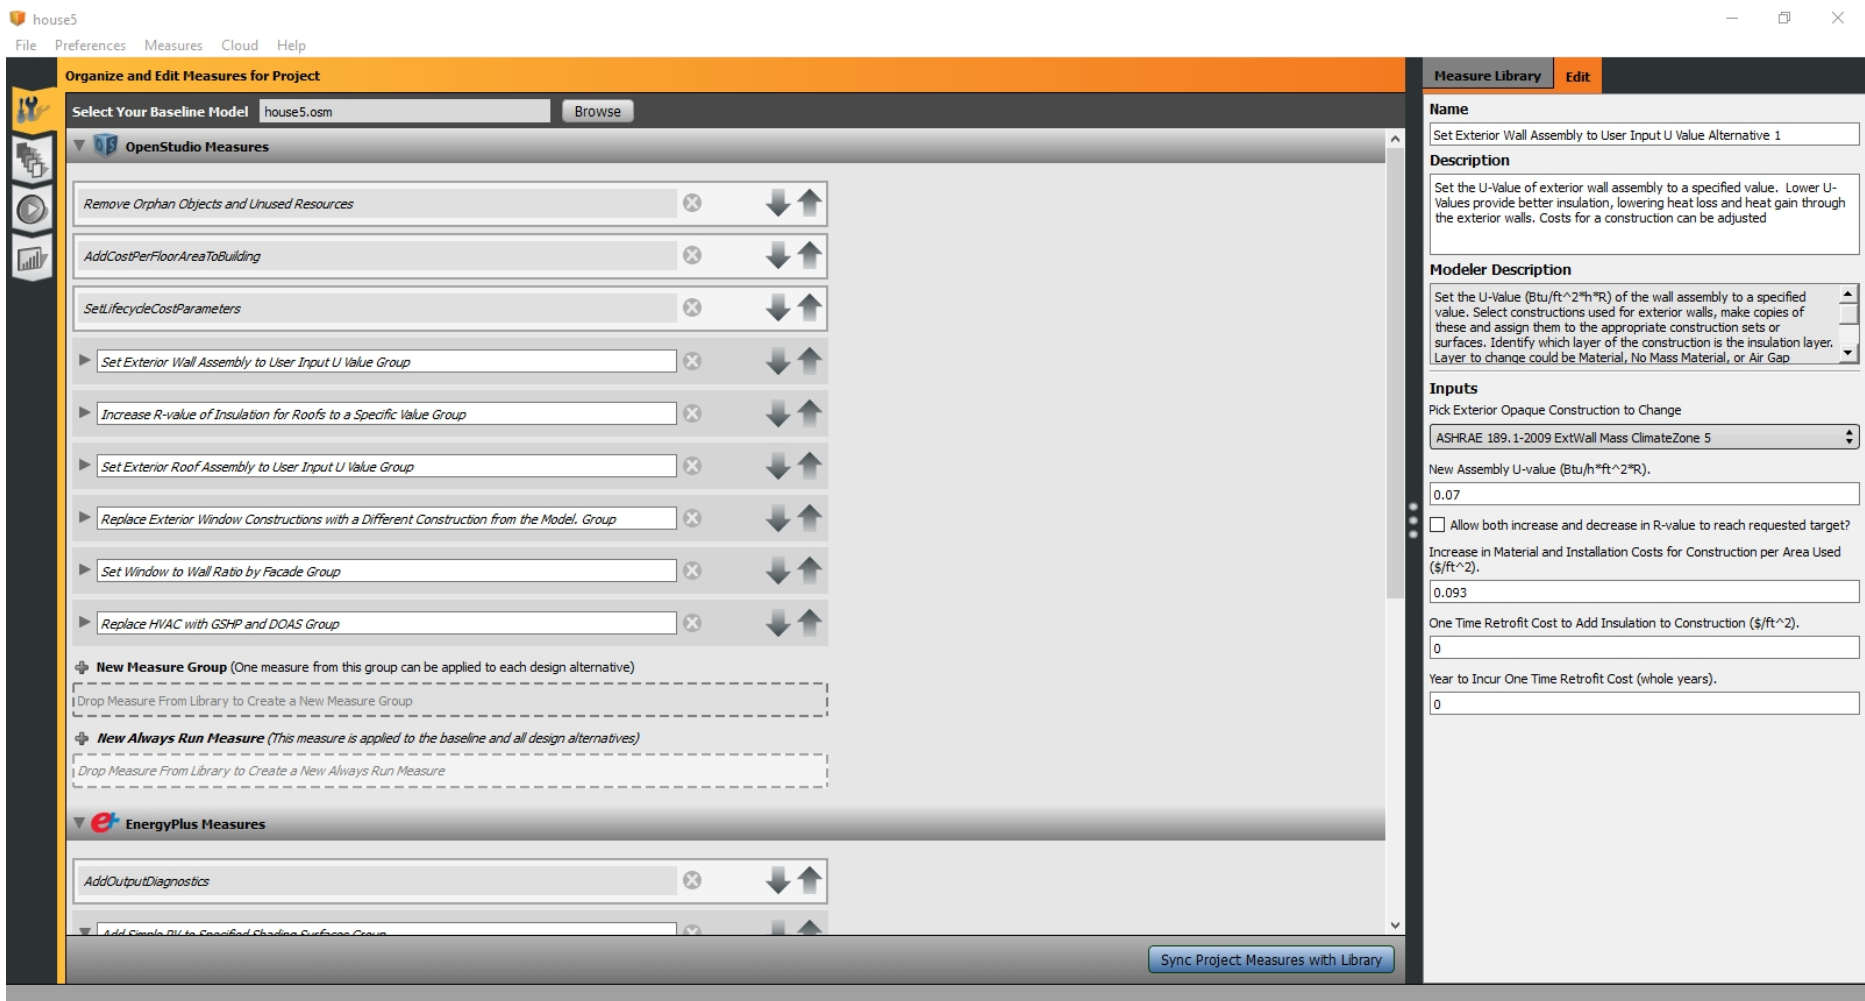 house5
File Preferences Measures Cloud Help
Organize and Edit Measures for Project
Select Your Baseline Model house5.osm Browse
OpenStudio Measures
Remove Orphan Objects and Unused Resources
AddCostPerFloorAreaToBuilding
SetLifecycleCostParameters
Set Exterior Wall Assembly to User Input U Value Group
Increase R-value of Insulation for Roofs to a Specific Value Group
Set Exterior Roof Assembly to User Input U Value Group
Replace Exterior Window Constructions with a Different Construction from the Model. Group
Set Window to Wall Ratio by Facade Group
Replace HVAC with GSHP and DOAS Group
New Measure Group (One measure from this group can be applied to each design alternative)
Drop Measure From Library to Create a New Measure Group
New Always Run Measure (This measure is applied to the baseline and all design alternatives)
Drop Measure From Library to Create a New Always Run Measure
EnergyPlus Measures
AddOutputDiagnostics
Add Simple PV to Specified Shading Surfaces Group
Sync Project Measures with Library
Measure Library Edit
Name
Set Exterior Wall Assembly to User Input U Value Alternative 1
Description
Set the U-Value of exterior wall assembly to a specified value. Lower U-
Values provide better insulation, lowering heat loss and heat gain through
the exterior walls. Costs for a construction can be adjusted
Modeler Description
Set the U-Value (Btu/ft^2*h*R) of the wall assembly to a specified
value. Select constructions used for exterior walls, make copies of
these and assign them to the appropriate construction sets or
surfaces. Identify which layer of the construction is the insulation layer.
Layer to change could be Material, No Mass Material, or Air Gap
Inputs
Pick Exterior Opaque Construction to Change
ASHRAE 189.1-2009 ExtWall Mass ClimateZone 5
New Assembly U-value (Btu/h*ft^2*R).
0.07
Allow both increase and decrease in R-value to reach requested target?
Increase in Material and Installation Costs for Construction per Area Used
($/ft^2).
0.093
One Time Retrofit Cost to Add Insulation to Construction ($/ft^2).
0
Year to Incur One Time Retrofit Cost (whole years).
0